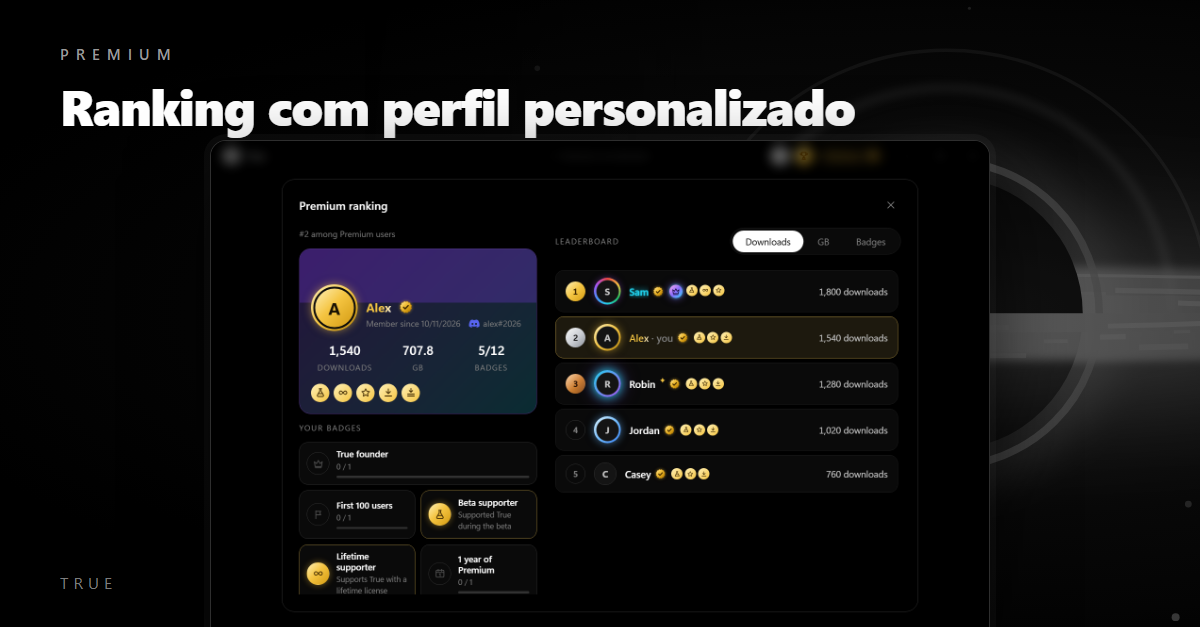 PREMIUM
Ranking com perfil personalizado
Premium ranking
#2 among Premium users
A
Alex
Member since 10/11/2026 alex#2026
1,540 707.8 5/12
DOWNLOADS GB BADGES
YOUR BADGES
True founder
0 / 1
First 100 users
0 / 1
Beta supporter
Supported True
during the beta
Lifetime
supporter
Supports True with a
lifetime license
1 year of
Premium
0 / 1
LEADERBOARD Downloads GB Badges
1 S Sam 1,800 downloads
2 A Alex · you 1,540 downloads
3 R Robin 1,280 downloads
4 J Jordan 1,020 downloads
5 C Casey 760 downloads
TRUE